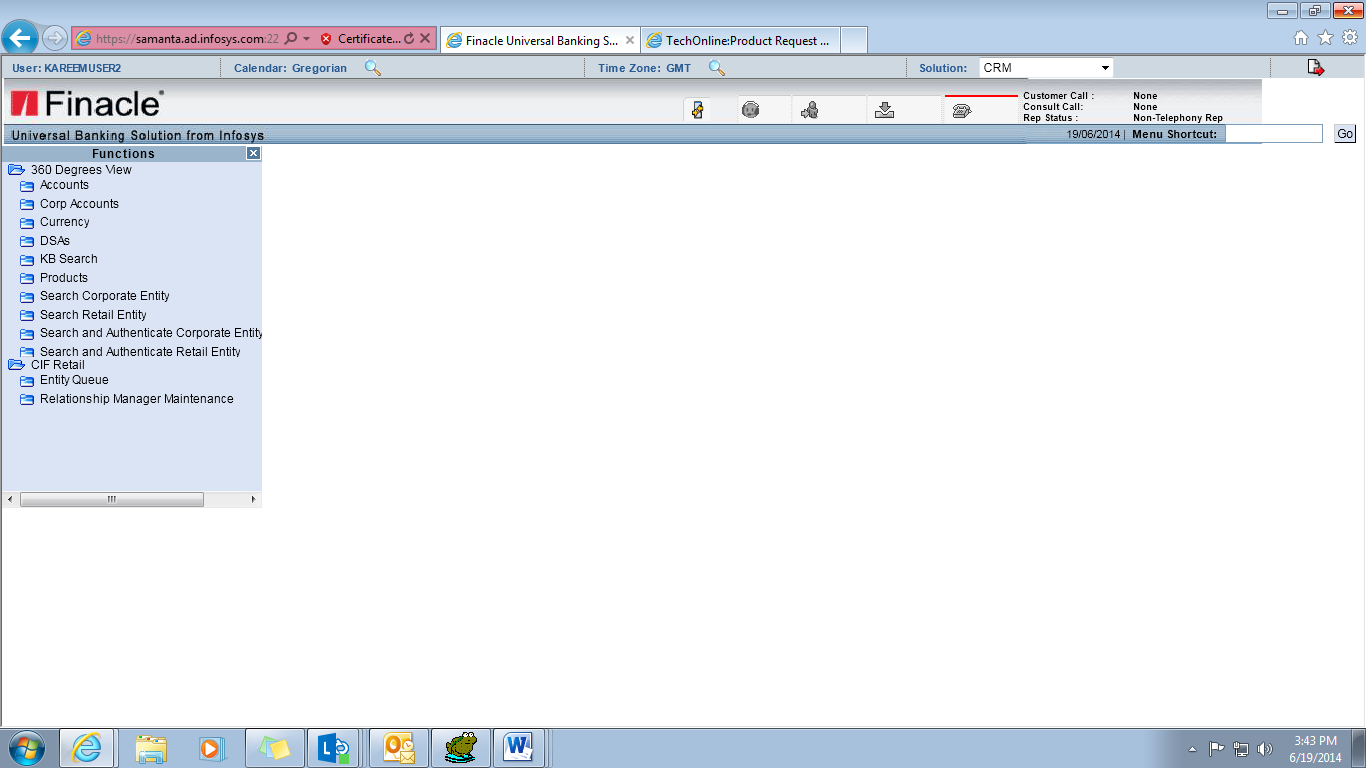 https://samanta.ad.infosys.com:22 Certificate...
Finacle Universal Banking S...
TechOnline:Product Request ...
User: KAREEMUSER2
Calendar: Gregorian
Time Zone: GMT
Solution: CRM
Finacle
Customer Call : None
Consult Call: None
Rep Status : Non-Telephony Rep
Universal Banking Solution from Infosys
19/06/2014 | Menu Shortcut: Go
Functions
360 Degrees View
Accounts
Corp Accounts
Currency
DSAs
KB Search
Products
Search Corporate Entity
Search Retail Entity
Search and Authenticate Corporate Entity
Search and Authenticate Retail Entity
CIF Retail
Entity Queue
Relationship Manager Maintenance
3:43 PM
6/19/2014